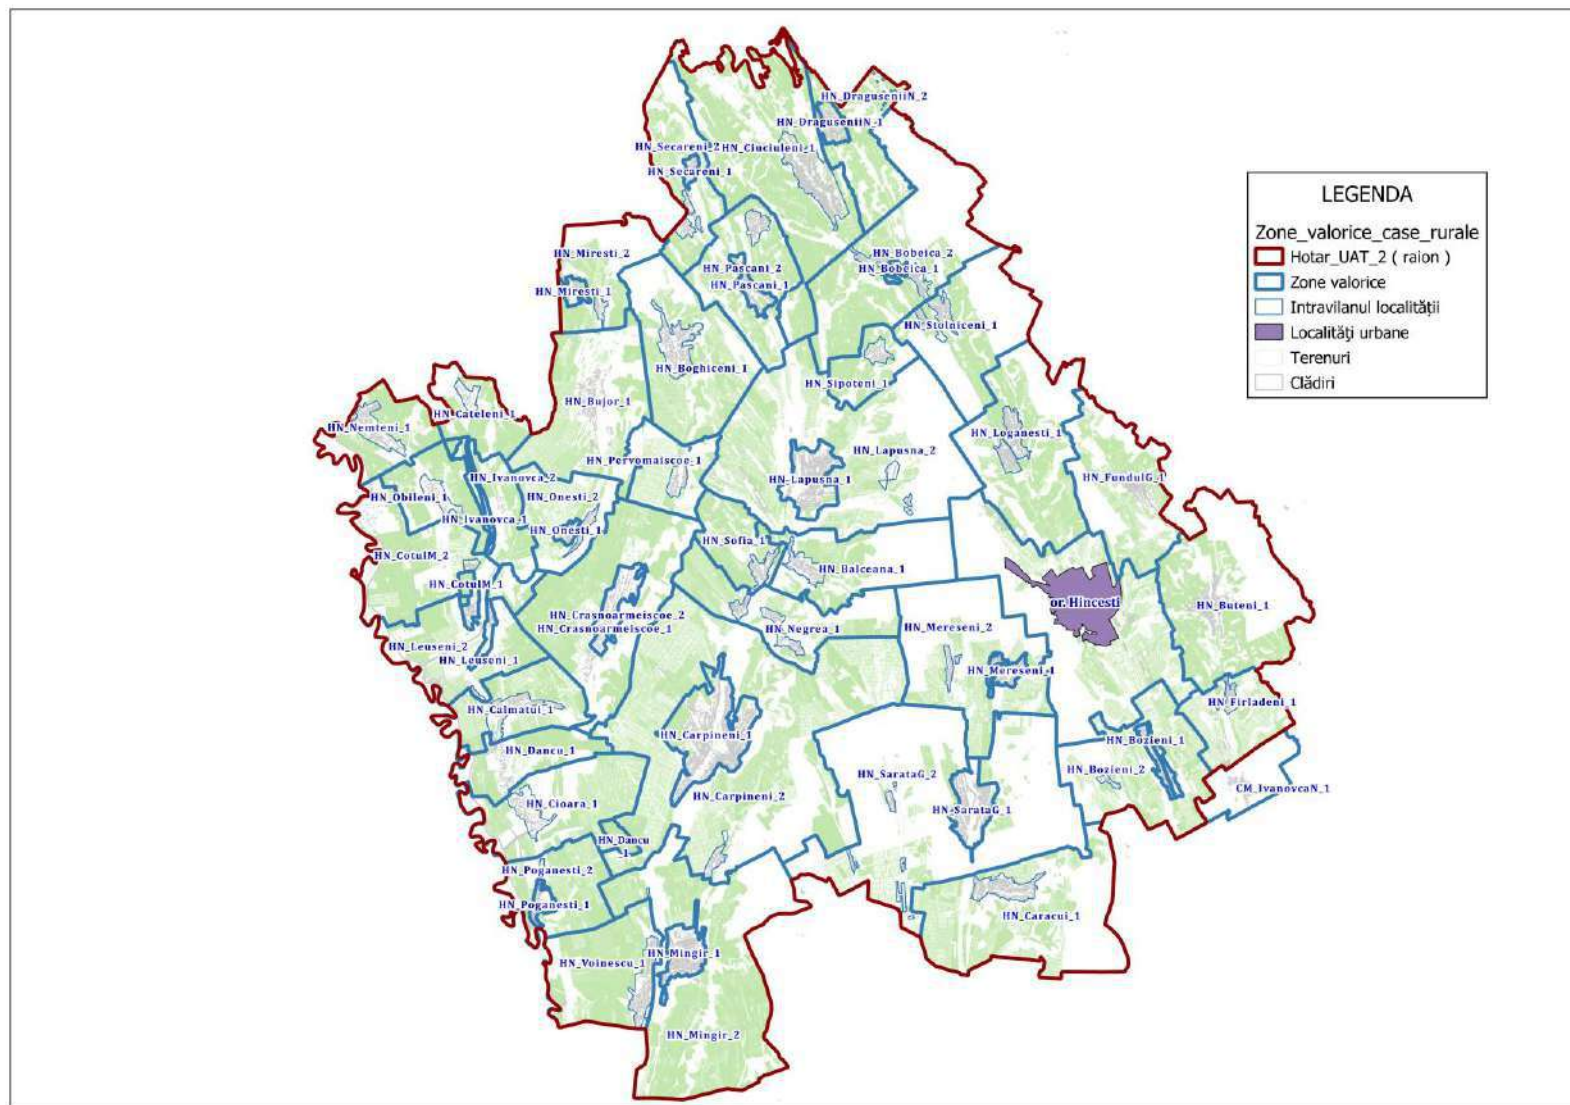 HN_DraguseniiN_2
HN_DraguseniiN_1
HN_Secareni_2
HN_Ciuciuleni_1
HN_Secareni_1
LEGENDA
Zone_valorice_case_rurale
Hotar_UAT_2 ( raion )
Zone valorice
Intravilanul localității
Localități urbane
Terenuri
Clădiri
HN_Miresti_2
HN_Bobeica_2
HN_Pascani_2
HN_Bobeica_1
HN_Miresti_1
HN_Pascani_1
HN_Stolniceni_1
HN_Boghiceni_1
HN_Sipoteni_1
HN_Cateleni_1
HN_Bujor_1
HN_Nemteni_1
HN_Loganesti_1
HN_Lapusna_2
HN_Pervomaiscoe_1
HN_Ivanovca_2
HN_Lapusna_1
HN_FundulG_1
HN_Obileni_1
HN_Onesti_2
HN_Ivanovca_1
HN_Onesti_1
HN_Sofia_1
HN_CotulM_2
HN_Balceana_1
HN_CotulM_1
or. Hincesti
HN_Buteni_1
HN_Crasnoarmeiscoe_2
HN_Crasnoarmeiscoe_1
HN_Negrea_1
HN_Mereseni_2
HN_Leuseni_2
HN_Leuseni_1
HN_Mereseni_1
HN_Calmatui_1
HN_Firladeni_1
HN_Carpineni_1
HN_Bozieni_1
HN_Dancu_1
HN_Bozieni_2
HN_SarataG_2
CM_IvanovcaN_1
HN_Carpineni_2
HN_Cioara_1
HN_SarataG_1
HN_Dancu
_1
HN_Poganesti_2
HN_Poganesti_1
HN_Caracui_1
HN_Mingir_1
HN_Voinescu_1
HN_Mingir_2